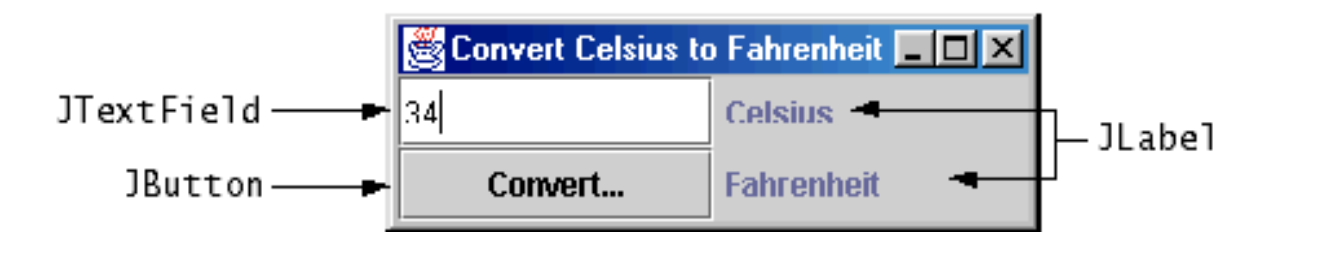 Convert Celsius to Fahrenheit
JTextField 34 Celsius
JLabel
JButton Convert... Fahrenheit